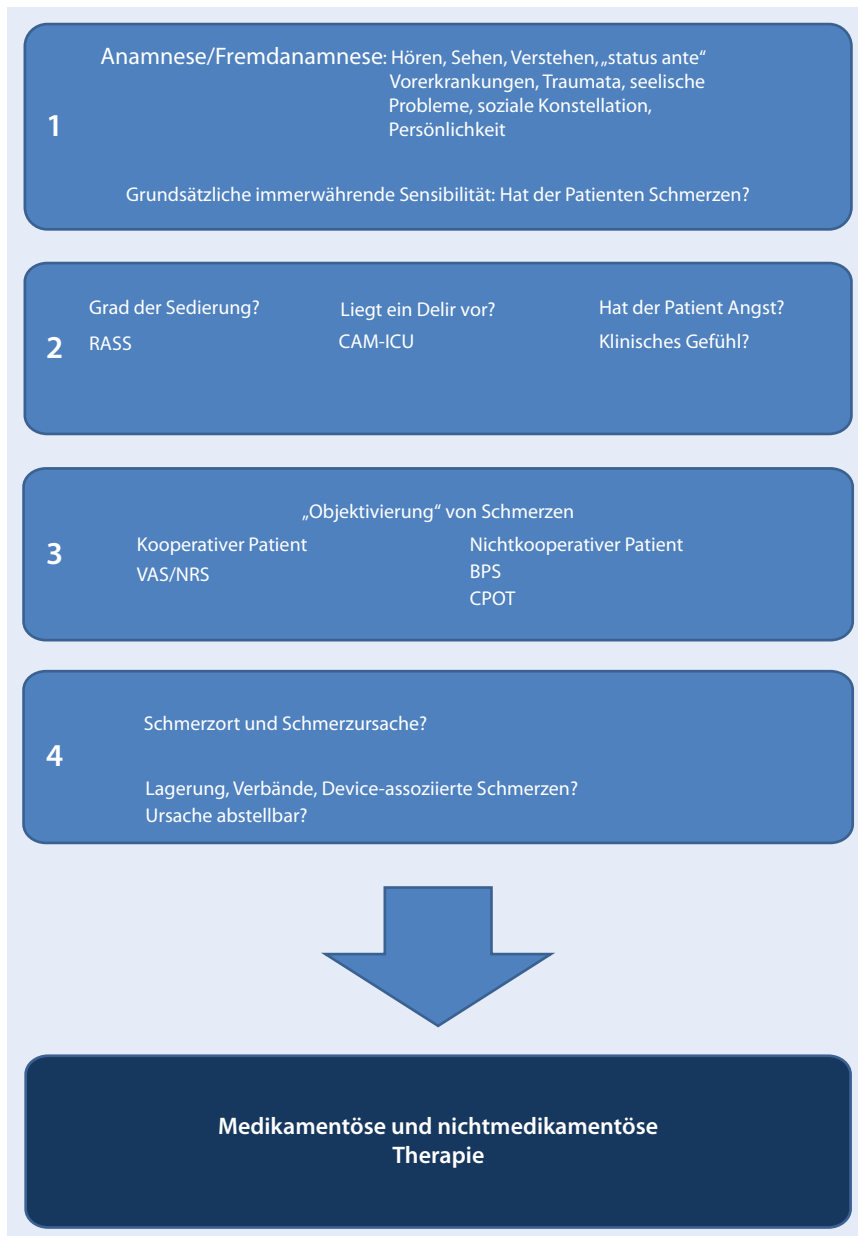 1
Anamnese/Fremdanamnese: Hören, Sehen, Verstehen, „status ante“
Vorerkrankungen, Traumata, seelische
Probleme, soziale Konstellation,
Persönlichkeit
Grundsätzliche immerwährende Sensibilität: Hat der Patienten Schmerzen?
2
Grad der Sedierung?
RASS
Liegt ein Delir vor?
CAM-ICU
Hat der Patient Angst?
Klinisches Gefühl?
3
„Objektivierung“ von Schmerzen
Kooperativer Patient
VAS/NRS
Nichtkooperativer Patient
BPS
CPOT
4
Schmerzort und Schmerzursache?
Lagerung, Verbände, Device-assoziierte Schmerzen?
Ursache abstellbar?
Medikamentöse und nichtmedikamentöse
Therapie